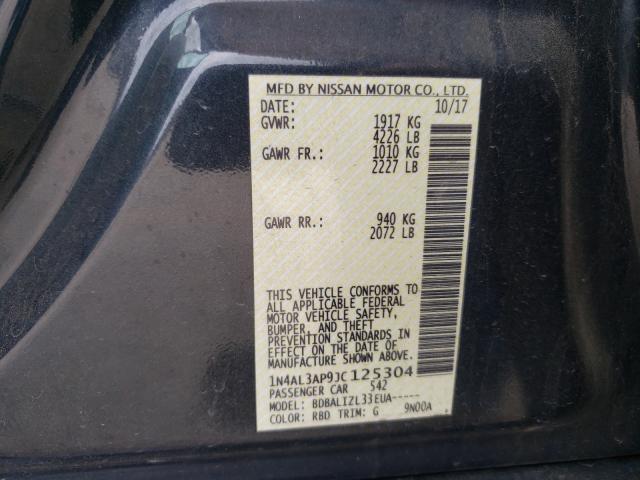 MFD BY NISSAN MOTOR CO., LTD.
DATE: 10/17
GVWR: 1917 KG
4226 LB
GAWR FR.: 1010 KG
2227 LB
GAWR RR.: 940 KG
2072 LB
THIS VEHICLE CONFORMS TO
ALL APPLICABLE FEDERAL
MOTOR VEHICLE SAFETY,
BUMPER, AND THEFT
PREVENTION STANDARDS IN
EFFECT ON THE DATE OF
MANUFACTURE SHOWN ABOVE.
1N4AL3AP9JC125304
PASSENGER CAR 542
MODEL: BDBALIZL33EUA-----
COLOR: RBD TRIM: G 9N00A